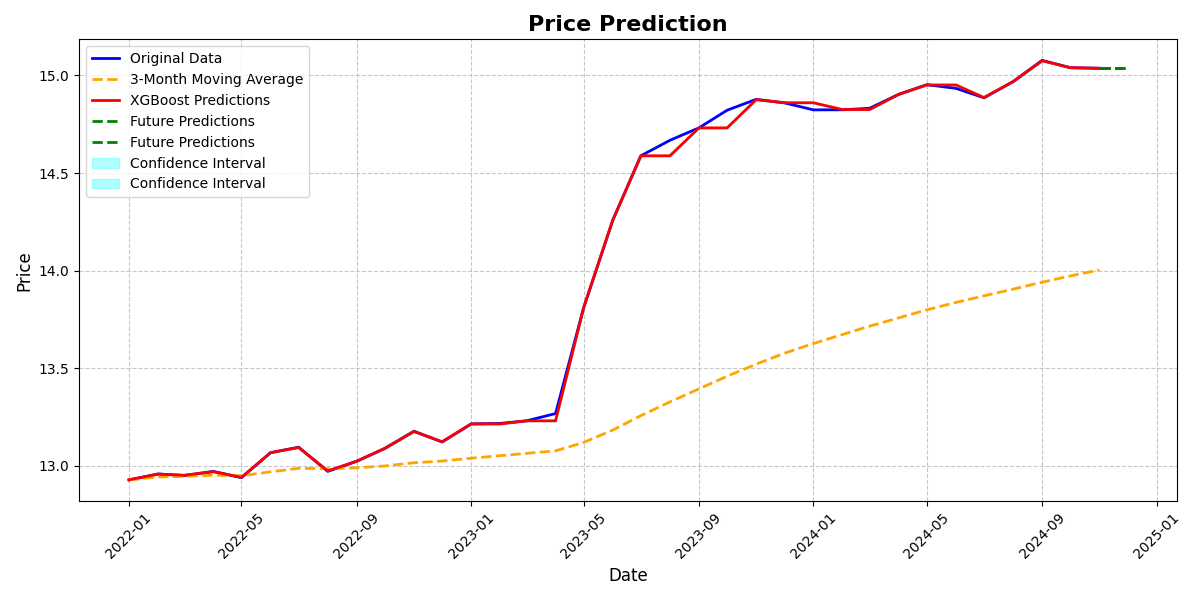 Price Prediction
Original Data
3-Month Moving Average
XGBoost Predictions
Future Predictions
Future Predictions
Confidence Interval
Confidence Interval
Price
15.0
14.5
14.0
13.5
13.0
2022-01
2022-05
2022-09
2023-01
2023-05
2023-09
2024-01
2024-05
2024-09
2025-01
Date